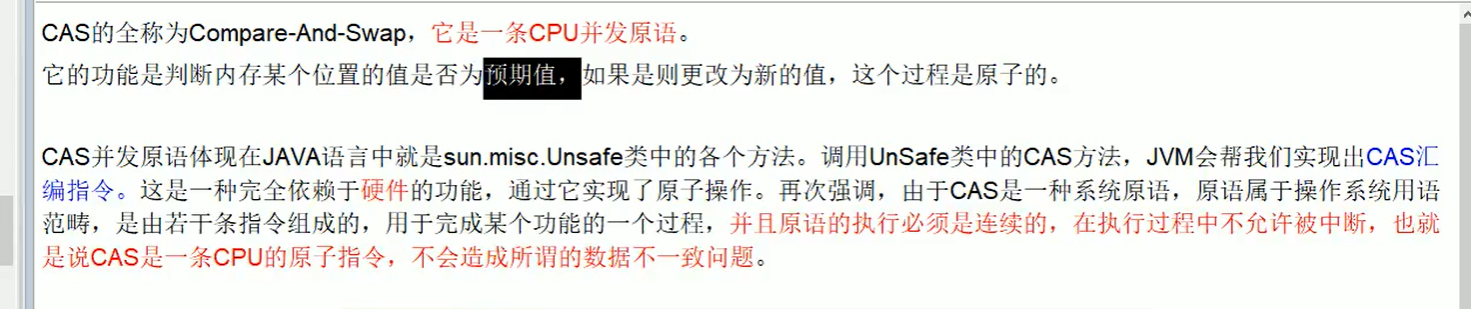 CAS的全称为Compare-And-Swap，它是一条CPU并发原语。
它的功能是判断内存某个位置的值是否为预期值，如果是则更改为新的值，这个过程是原子的。
CAS并发原语体现在JAVA语言中就是sun.misc.Unsafe类中的各个方法。调用UnSafe类中的CAS方法，JVM会帮我们实现出CAS汇
编指令。这是一种完全依赖于硬件的功能，通过它实现了原子操作。再次强调，由于CAS是一种系统原语，原语属于操作系统用语
范畴，是由若干条指令组成的，用于完成某个功能的一个过程，并且原语的执行必须是连续的，在执行过程中不允许被中断，也就
是说CAS是一条CPU的原子指令，不会造成所谓的数据不一致问题。